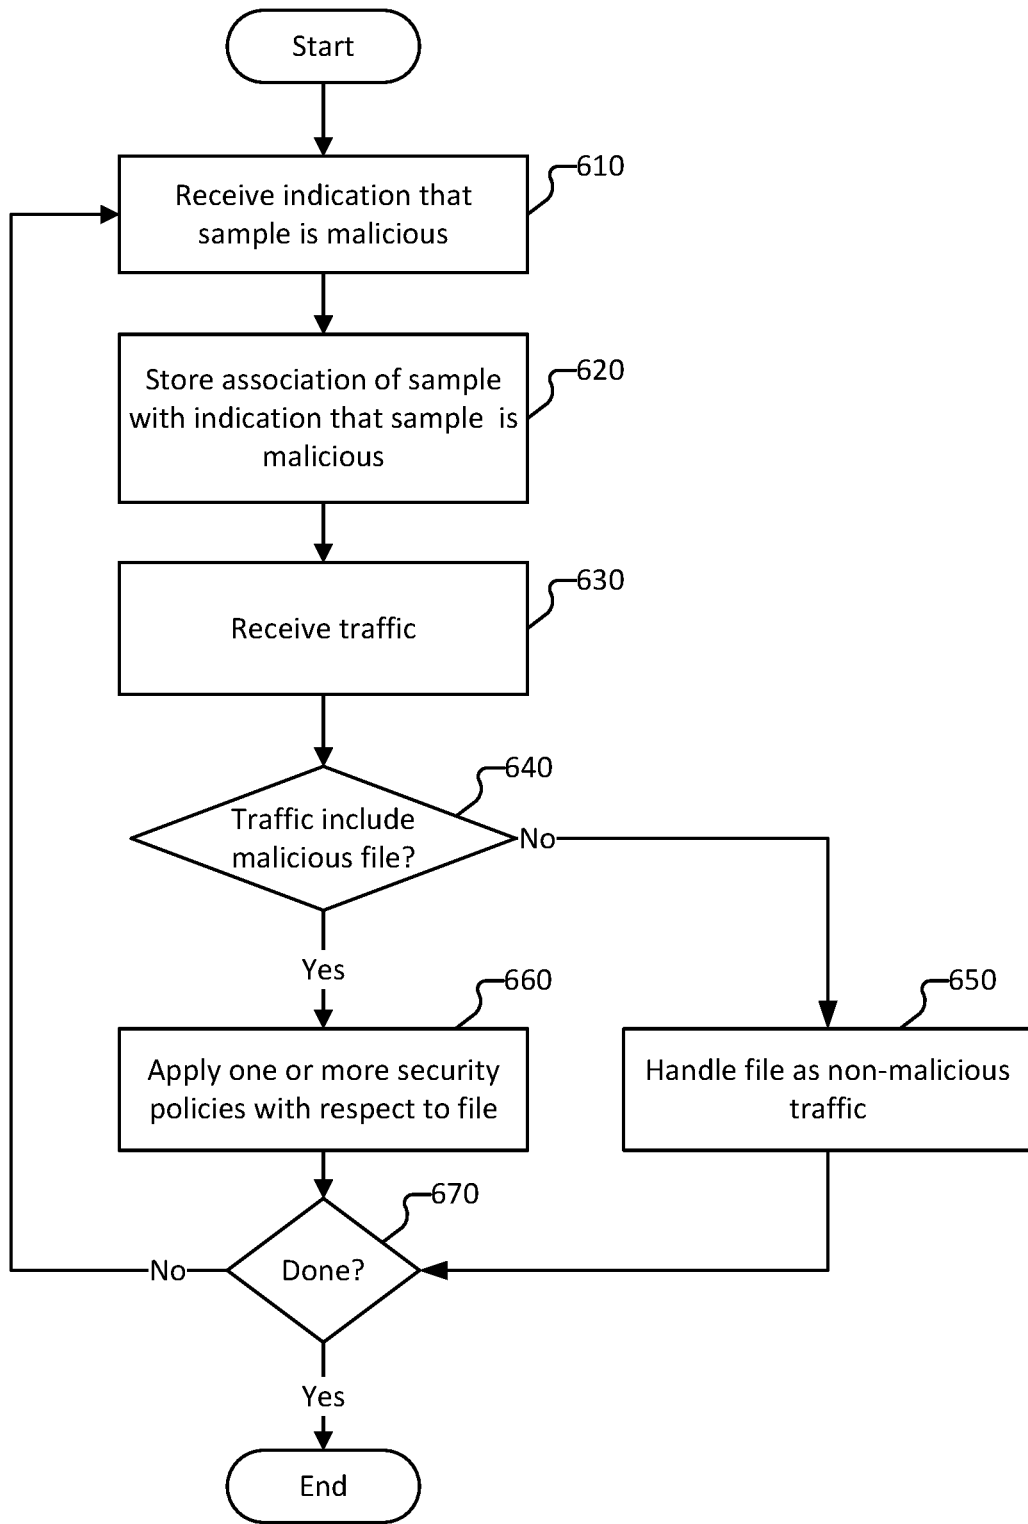 Start
610
Receive indication that
sample is malicious
620
Store association of sample
with indication that sample is
malicious
630
Receive traffic
640
Traffic include
malicious file?
No
Yes
660
650
Apply one or more security
policies with respect to file
Handle file as non-malicious
traffic
670
Done?
No
Yes
End